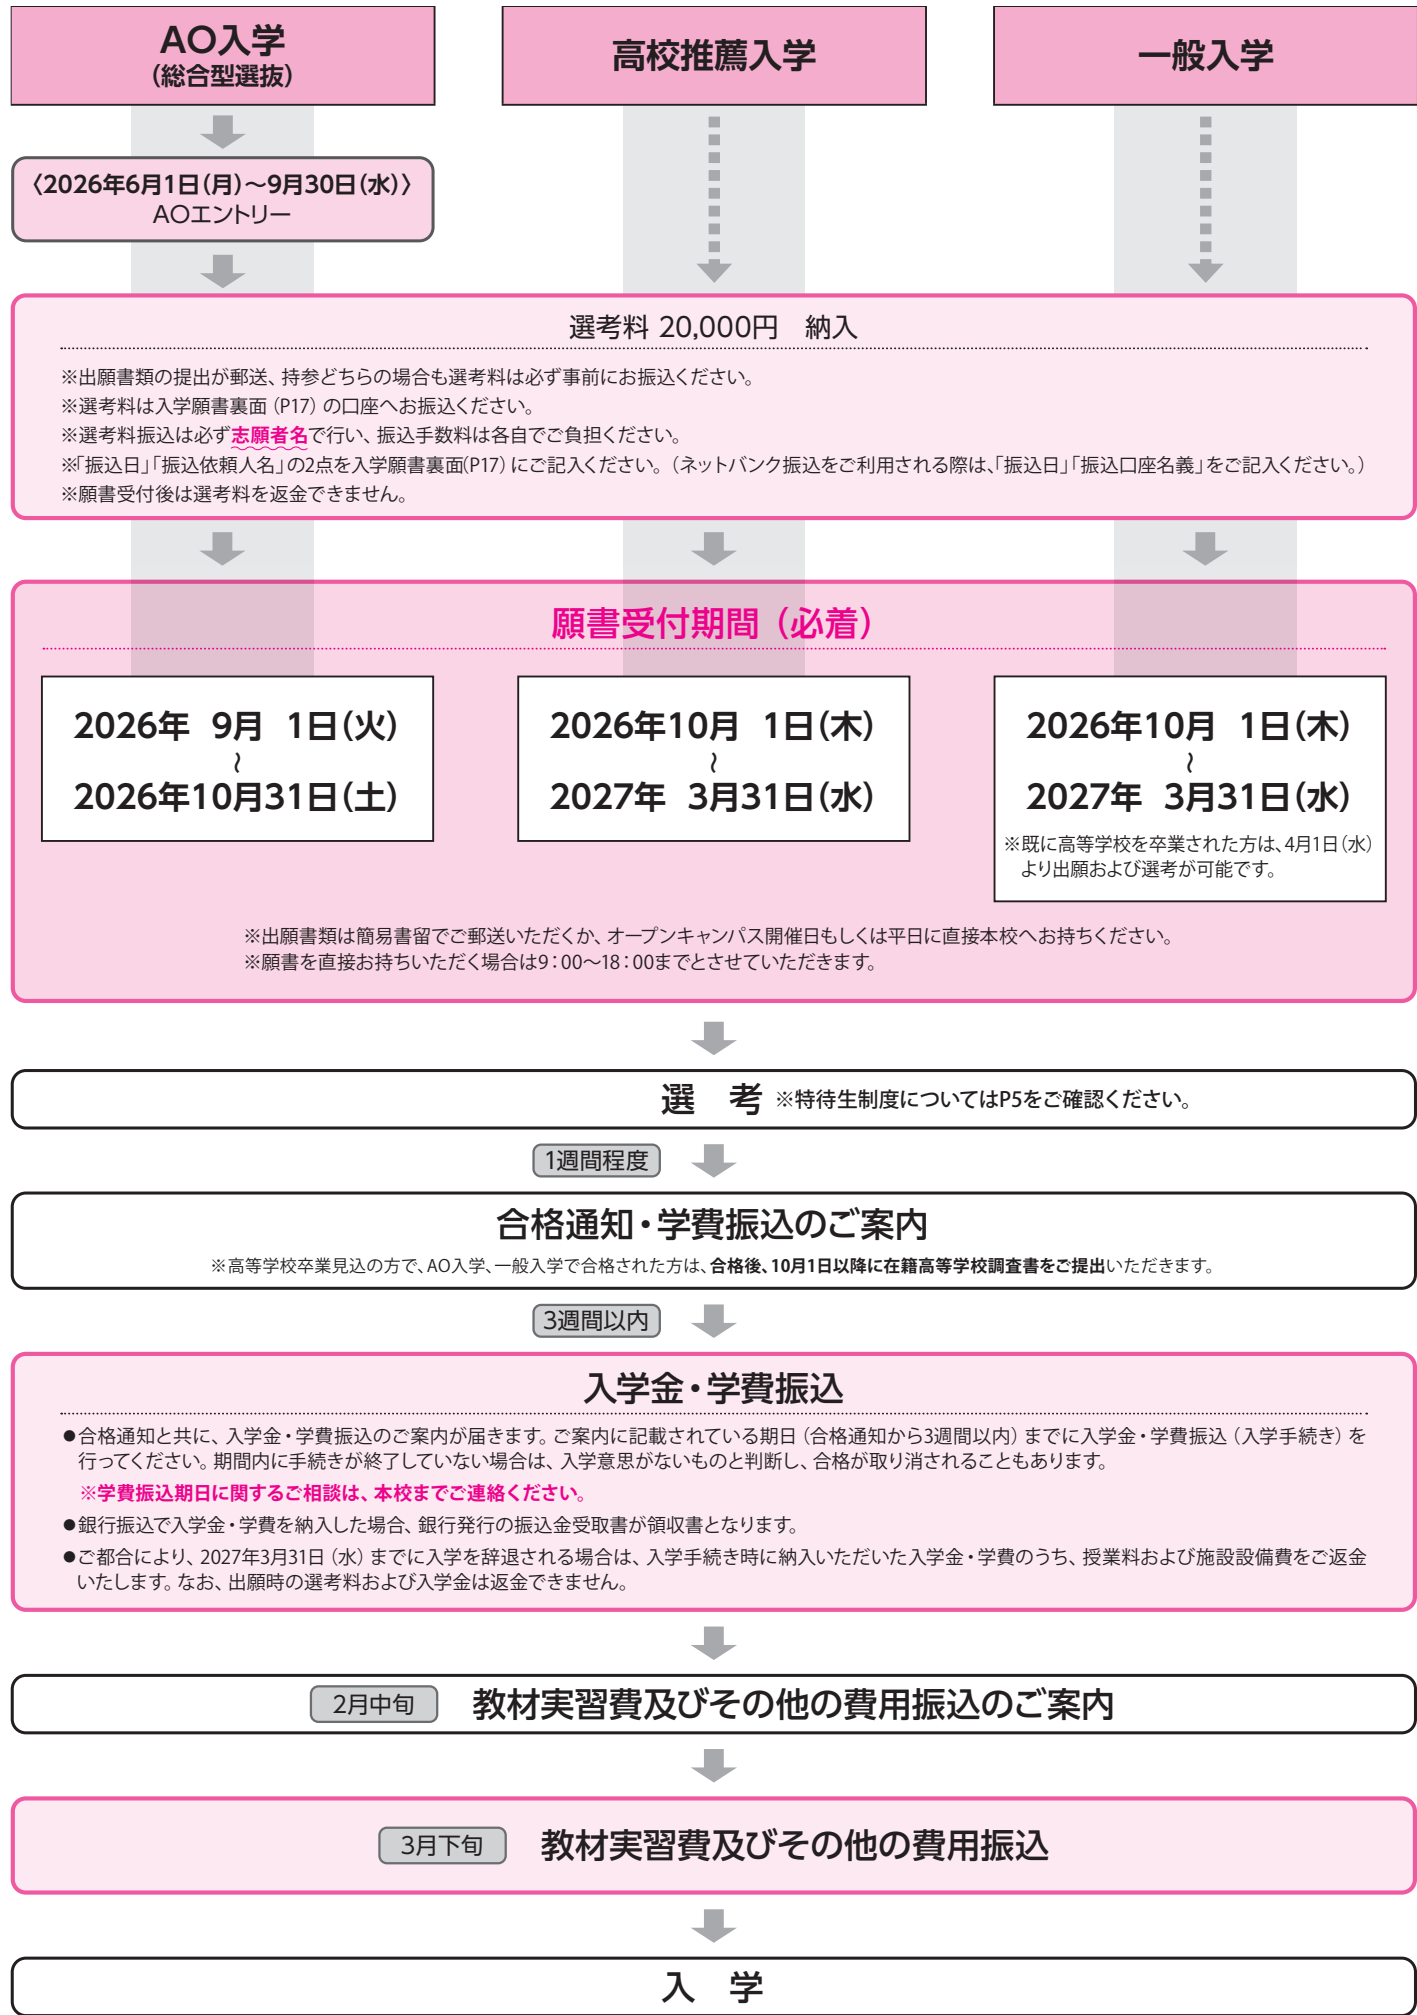 AO入学
(総合型選抜)
高校推薦入学
一般入学
〈2026年6月1日(月)～9月30日(水)〉
AOエントリー
選考料 20,000円　納入
※出願書類の提出が郵送、持参どちらの場合も選考料は必ず事前にお振込ください。
※選考料は入学願書裏面（P17）の口座へお振込ください。
※選考料振込は必ず志願者名で行い、振込手数料は各自でご負担ください。
※「振込日」「振込依頼人名」の2点を入学願書裏面(P17)にご記入ください。（ネットバンク振込をご利用される際は、「振込日」「振込口座名義」をご記入ください。）
※願書受付後は選考料を返金できません。
願書受付期間（必着）
2026年 9月 1日(火)
～
2026年10月31日(土)
2026年10月 1日(木)
～
2027年 3月31日(水)
2026年10月 1日(木)
～
2027年 3月31日(水)
※既に高等学校を卒業された方は、4月1日（水）
より出願および選考が可能です。
※出願書類は簡易書留でご郵送いただくか、オープンキャンパス開催日もしくは平日に直接本校へお持ちください。
※願書を直接お持ちいただく場合は9：00～18：00までとさせていただきます。
選　考 ※特待生制度についてはP5をご確認ください。
1週間程度
合格通知・学費振込のご案内
※高等学校卒業見込の方で、AO入学、一般入学で合格された方は、合格後、10月1日以降に在籍高等学校調査書をご提出いただきます。
3週間以内
入学金・学費振込
●合格通知と共に、入学金・学費振込のご案内が届きます。ご案内に記載されている期日（合格通知から3週間以内）までに入学金・学費振込（入学手続き）を
行ってください。期間内に手続きが終了していない場合は、入学意思がないものと判断し、合格が取り消されることもあります。
※学費振込期日に関するご相談は、本校までご連絡ください。
●銀行振込で入学金・学費を納入した場合、銀行発行の振込金受取書が領収書となります。
●ご都合により、2027年3月31日（水）までに入学を辞退される場合は、入学手続き時に納入いただいた入学金・学費のうち、授業料および施設設備費をご返金
いたします。なお、出願時の選考料および入学金は返金できません。
2月中旬 教材実習費及びその他の費用振込のご案内
3月下旬 教材実習費及びその他の費用振込
入　学